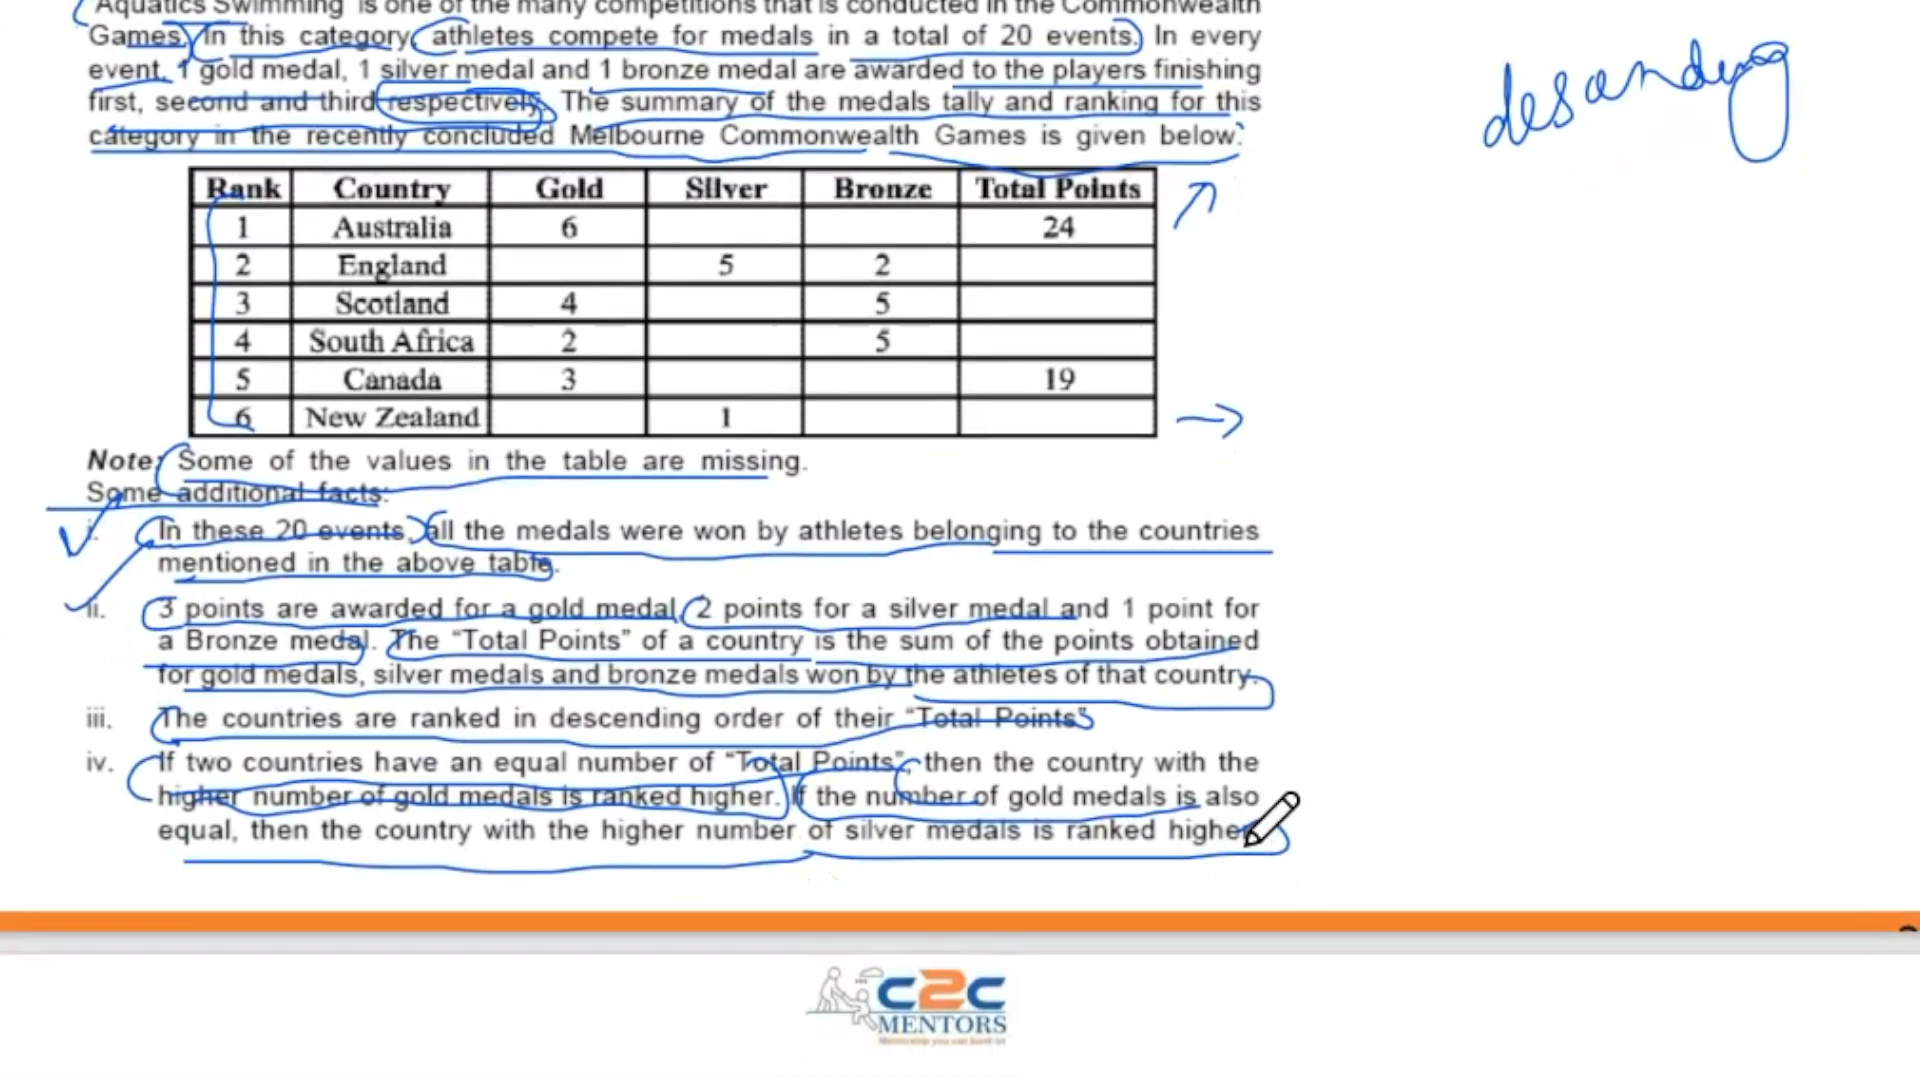 Aquatics Swimming is one of the many competitions that is conducted in the Commonwealth
Games. In this category, athletes compete for medals in a total of 20 events. In every
event, 1 gold medal, 1 silver medal and 1 bronze medal are awarded to the players finishing
first, second and third respectively. The summary of the medals tally and ranking for this
category in the recently concluded Melbourne Commonwealth Games is given below:
Rank Country Gold Silver Bronze Total Points
1 Australia 6 24
2 England 5 2
3 Scotland 4 5
4 South Africa 2 5
5 Canada 3 19
6 New Zealand 1
Note: Some of the values in the table are missing.
Some additional facts:
i. In these 20 events, all the medals were won by athletes belonging to the countries
mentioned in the above table.
ii. 3 points are awarded for a gold medal, 2 points for a silver medal and 1 point for
a Bronze medal. The “Total Points” of a country is the sum of the points obtained
for gold medals, silver medals and bronze medals won by the athletes of that country.
iii. The countries are ranked in descending order of their “Total Points”
iv. If two countries have an equal number of “Total Points”, then the country with the
higher number of gold medals is ranked higher. If the number of gold medals is also
equal, then the country with the higher number of silver medals is ranked higher
C2C
MENTORS